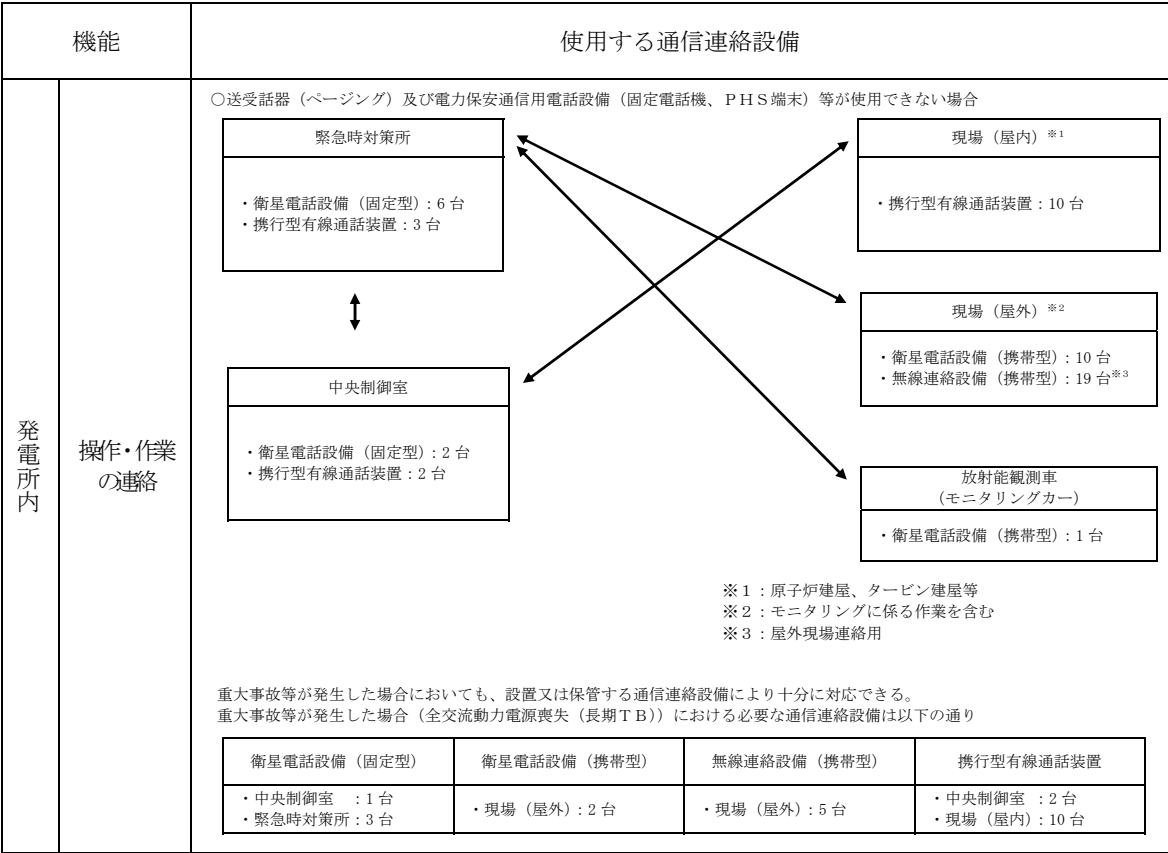 機能
使用する通信連絡設備
発電所内
操作・作業
の連絡
○送受話器（ページング）及び電力保安通信用電話設備（固定電話機、ＰＨＳ端末）等が使用できない場合
緊急時対策所
・衛星電話設備（固定型）：6 台
・携行型有線通話装置：3 台
現場（屋内）※1
・携行型有線通話装置：10 台
現場（屋外）※2
・衛星電話設備（携帯型）：10 台
・無線連絡設備（携帯型）：19 台※3
中央制御室
・衛星電話設備（固定型）：2 台
・携行型有線通話装置：2 台
放射能観測車
（モニタリングカー）
・衛星電話設備（携帯型）：1 台
※１：原子炉建屋、タービン建屋等
※２：モニタリングに係る作業を含む
※３：屋外現場連絡用
重大事故等が発生した場合においても、設置又は保管する通信連絡設備により十分に対応できる。
重大事故等が発生した場合（全交流動力電源喪失（長期ＴＢ））における必要な通信連絡設備は以下の通り
衛星電話設備（固定型）
衛星電話設備（携帯型）
無線連絡設備（携帯型）
携行型有線通話装置
・中央制御室　：1 台
・緊急時対策所：3 台
・現場（屋外）：2 台
・現場（屋外）：5 台
・中央制御室　：2 台
・現場（屋内）：10 台